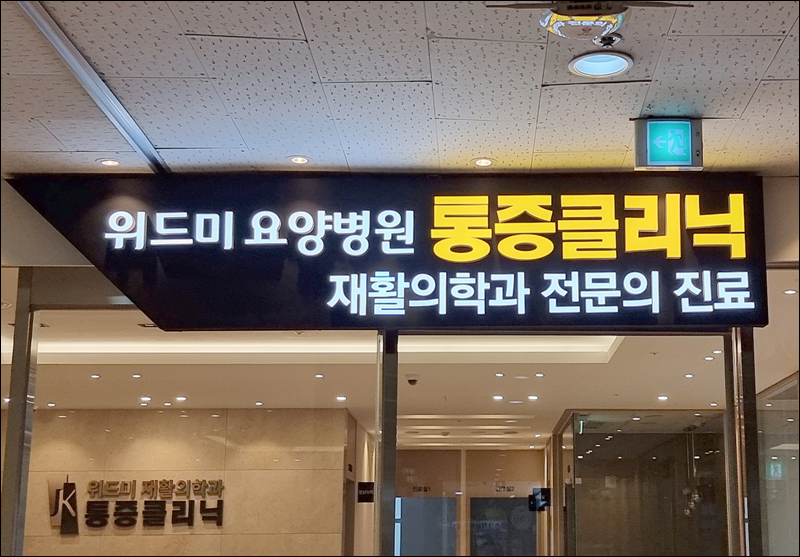 위드미 요양병원 통증클리닉
재활의학과 전문의 진료
JK 위드미 재활의학과
통증클리닉